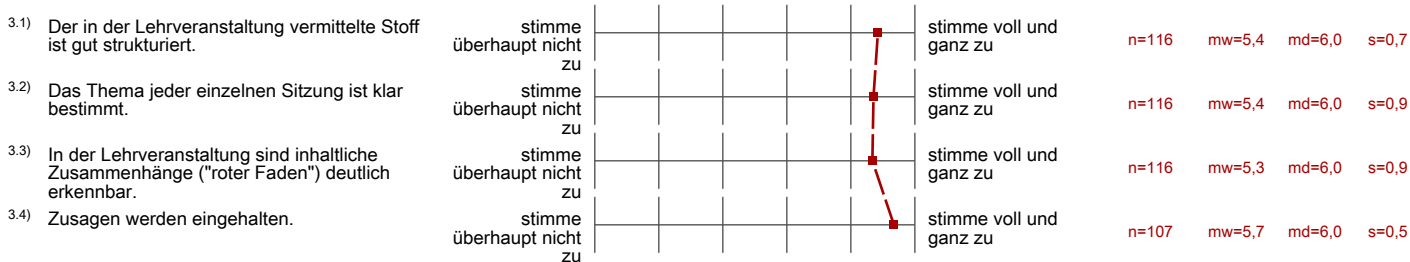 3.1) Der in der Lehrveranstaltung vermittelte Stoff
ist gut strukturiert.
stimme
überhaupt nicht
zu
stimme voll und
ganz zu
n=116 mw=5,4 md=6,0 s=0,7
3.2) Das Thema jeder einzelnen Sitzung ist klar
bestimmt.
stimme
überhaupt nicht
zu
stimme voll und
ganz zu
n=116 mw=5,4 md=6,0 s=0,9
3.3) In der Lehrveranstaltung sind inhaltliche
Zusammenhänge ("roter Faden") deutlich
erkennbar.
stimme
überhaupt nicht
zu
stimme voll und
ganz zu
n=116 mw=5,3 md=6,0 s=0,9
3.4) Zusagen werden eingehalten.
stimme
überhaupt nicht
zu
stimme voll und
ganz zu
n=107 mw=5,7 md=6,0 s=0,5